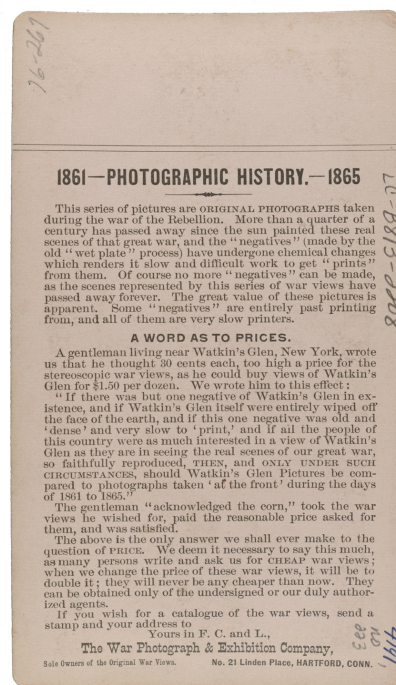 76-267
1861—PHOTOGRAPHIC HISTORY.—1865
This series of pictures are ORIGINAL PHOTOGRAPHS taken
during the war of the Rebellion. More than a quarter of a
century has passed away since the sun painted these real
scenes of that great war, and the "negatives" (made by the
old "wet plate" process) have undergone chemical changes
which renders it slow and difficult work to get "prints"
from them. Of course no more "negatives" can be made,
as the scenes represented by this series of war views have
passed away forever. The great value of these pictures is
apparent. Some "negatives" are entirely past printing
from, and all of them are very slow printers.
A WORD AS TO PRICES.
A gentleman living near Watkin's Glen, New York, wrote
us that he thought 30 cents each, too high a price for the
stereoscopic war views, as he could buy views of Watkin's
Glen for $1.50 per dozen. We wrote him to this effect:
"If there was but one negative of Watkin's Glen in ex-
istence, and if Watkin's Glen itself were entirely wiped off
the face of the earth, and if this one negative was old and
'dense' and very slow to 'print,' and if all the people of
this country were as much interested in a view of Watkin's
Glen as they are in seeing the real scenes of our great war,
so faithfully reproduced, THEN, and ONLY UNDER SUCH
CIRCUMSTANCES, should Watkin's Glen Pictures be com-
pared to photographs taken 'at the front' during the days
of 1861 to 1865."
The gentleman "acknowledged the corn," took the war
views he wished for, paid the reasonable price asked for
them, and was satisfied.
The above is the only answer we shall ever make to the
question of PRICE. We deem it necessary to say this much,
as many persons write and ask us for CHEAP war views;
when we change the price of these war views, it will be to
double it; they will never be any cheaper than now. They
can be obtained only of the undersigned or our duly author-
ized agents.
If you wish for a catalogue of the war views, send a
stamp and your address to
Yours in F. C. and L.,
The War Photograph & Exhibition Company,
Sole Owners of the Original War Views. No. 21 Linden Place, HARTFORD, CONN.